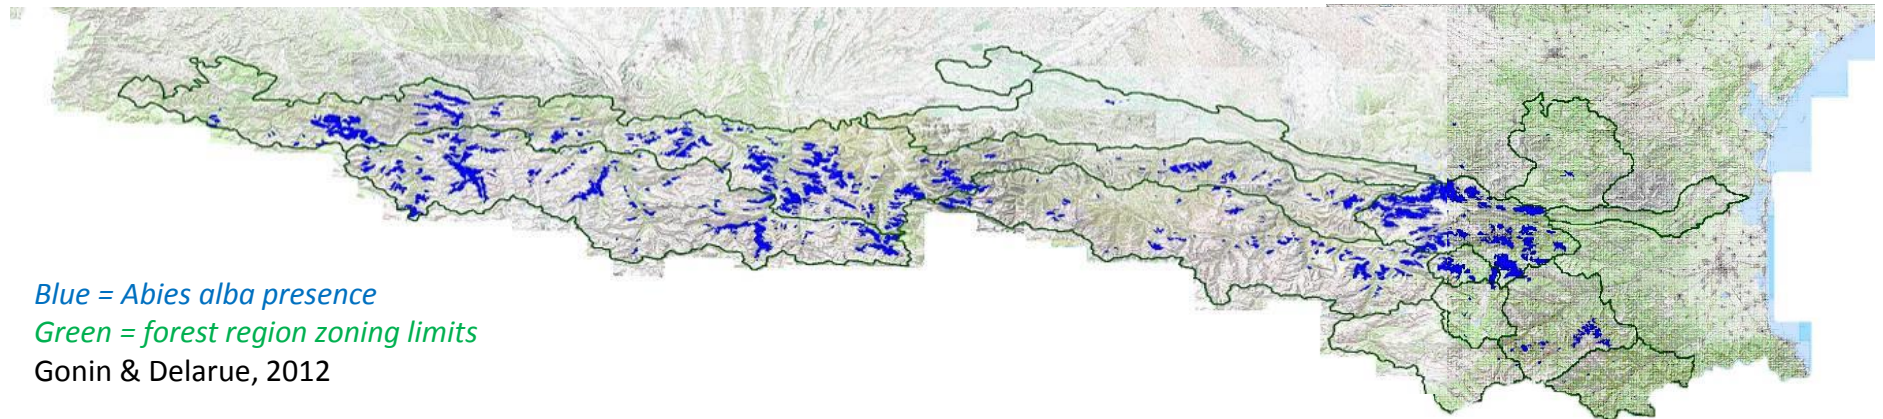 Blue = Abies alba presence
Green = forest region zoning limits
Gonin & Delarue, 2012